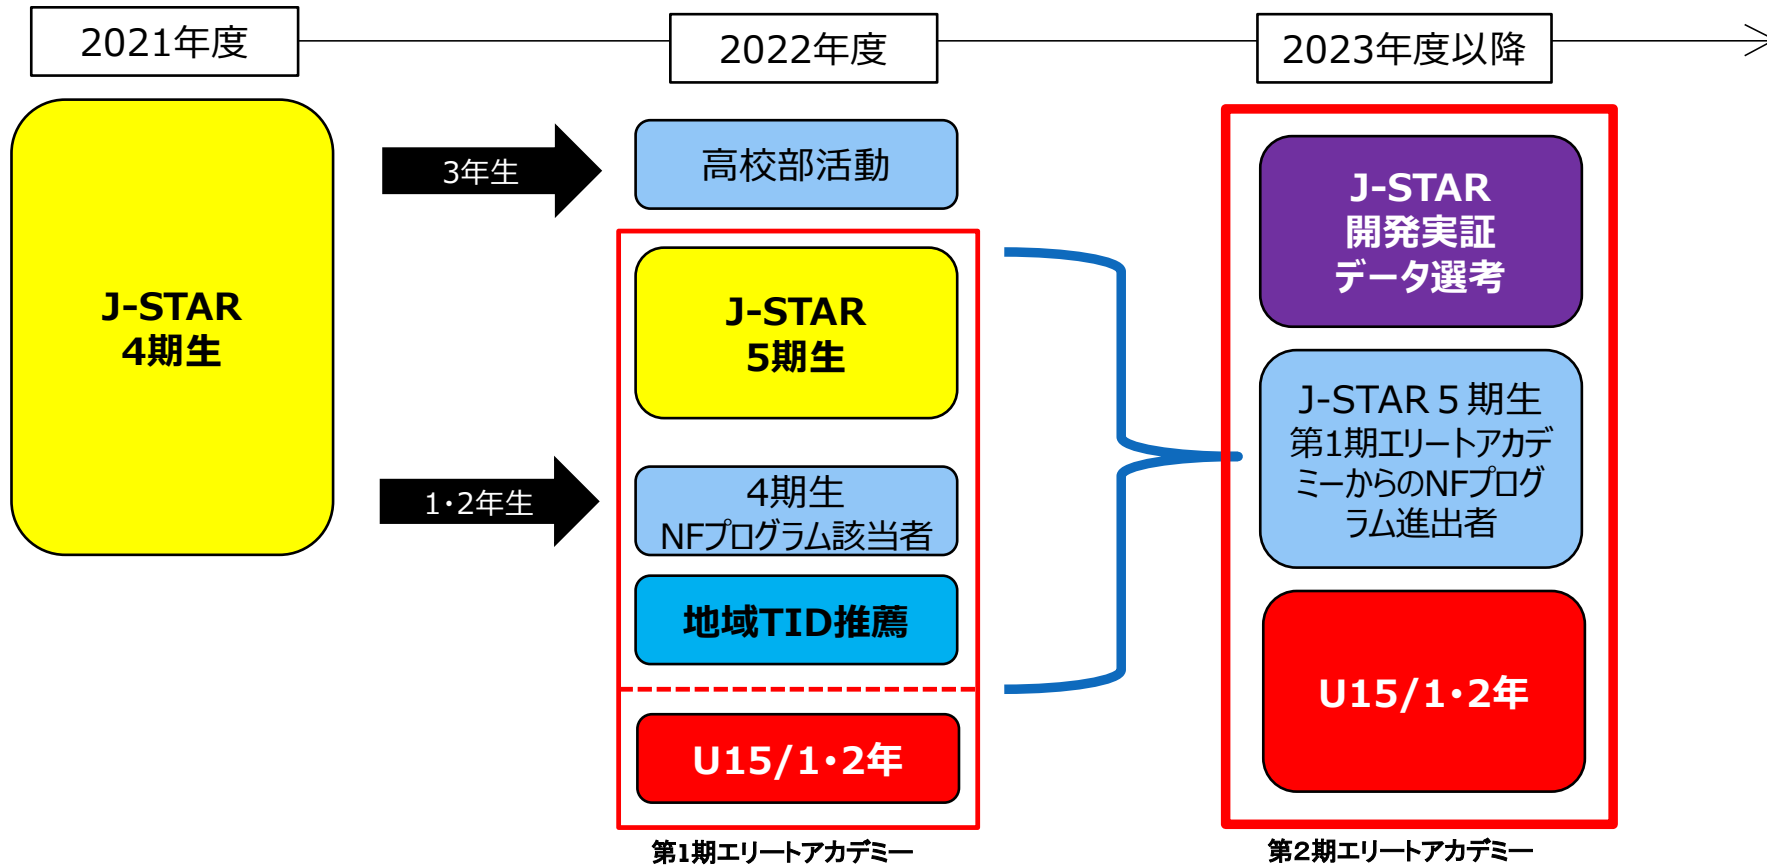 2021年度
2022年度
2023年度以降
J-STAR
4期生
3年生
1・2年生
高校部活動
J-STAR
5期生
4期生
NFプログラム該当者
地域TID推薦
U15/1・2年
第1期エリートアカデミー
J-STAR
開発実証
データ選考
J-STAR５期生
第1期エリートアカデ
ミーからのNFプログ
ラム進出者
U15/1・2年
第2期エリートアカデミー